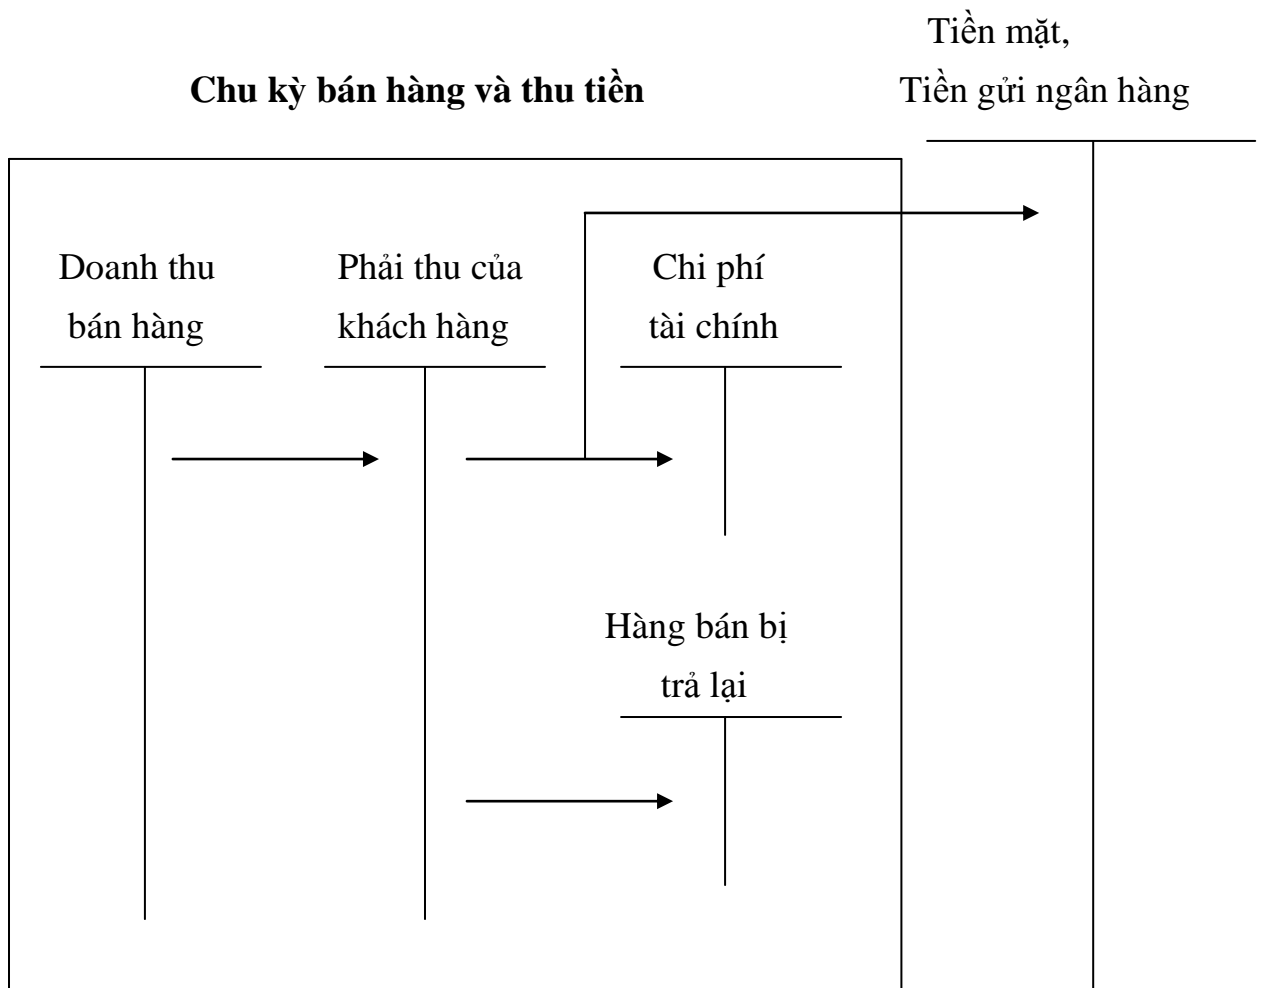 Tiền mặt,
Chu kỳ bán hàng và thu tiền
Tiền gửi ngân hàng
Doanh thu
bán hàng
Phải thu của
khách hàng
Chi phí
tài chính
Hàng bán bị
trả lại